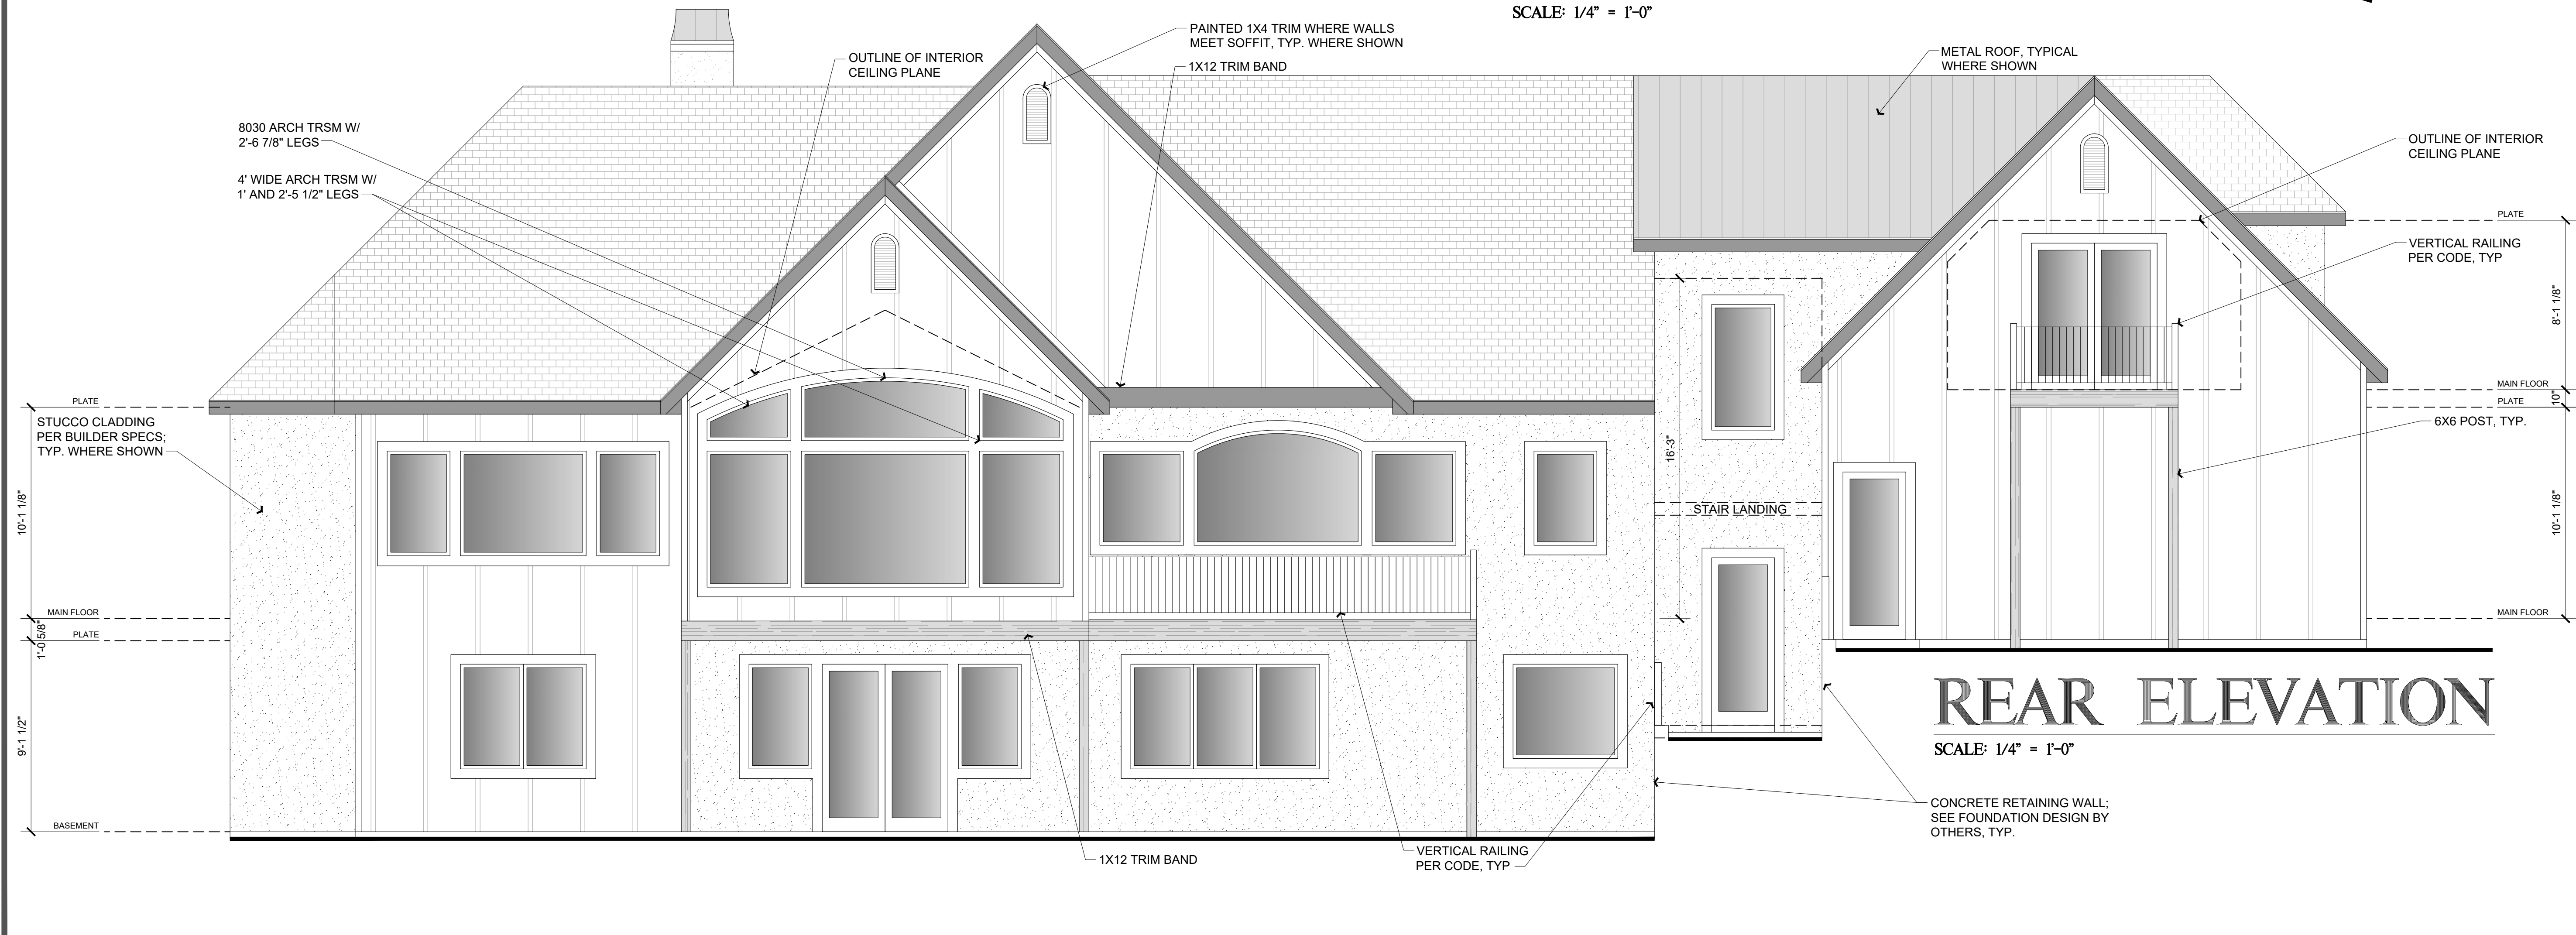 SCALE: 1/4" = 1'-0"
PAINTED 1X4 TRIM WHERE WALLS
MEET SOFFIT, TYP. WHERE SHOWN
1X12 TRIM BAND
OUTLINE OF INTERIOR
CEILING PLANE
METAL ROOF, TYPICAL
WHERE SHOWN
8030 ARCH TRSM W/
2'-6 7/8" LEGS
4' WIDE ARCH TRSM W/
1' AND 2'-5 1/2" LEGS
OUTLINE OF INTERIOR
CEILING PLANE
PLATE
VERTICAL RAILING
PER CODE, TYP
8'-1 1/8"
MAIN FLOOR
10"
PLATE
6X6 POST, TYP.
10'-1 1/8"
MAIN FLOOR
PLATE
STUCCO CLADDING
PER BUILDER SPECS;
TYP. WHERE SHOWN
10'-1 1/8"
MAIN FLOOR
1'-0 5/8"
PLATE
9'-1 1/2"
BASEMENT
16'-3"
STAIR LANDING
REAR ELEVATION
SCALE: 1/4" = 1'-0"
CONCRETE RETAINING WALL;
SEE FOUNDATION DESIGN BY
OTHERS, TYP.
1X12 TRIM BAND
VERTICAL RAILING
PER CODE, TYP